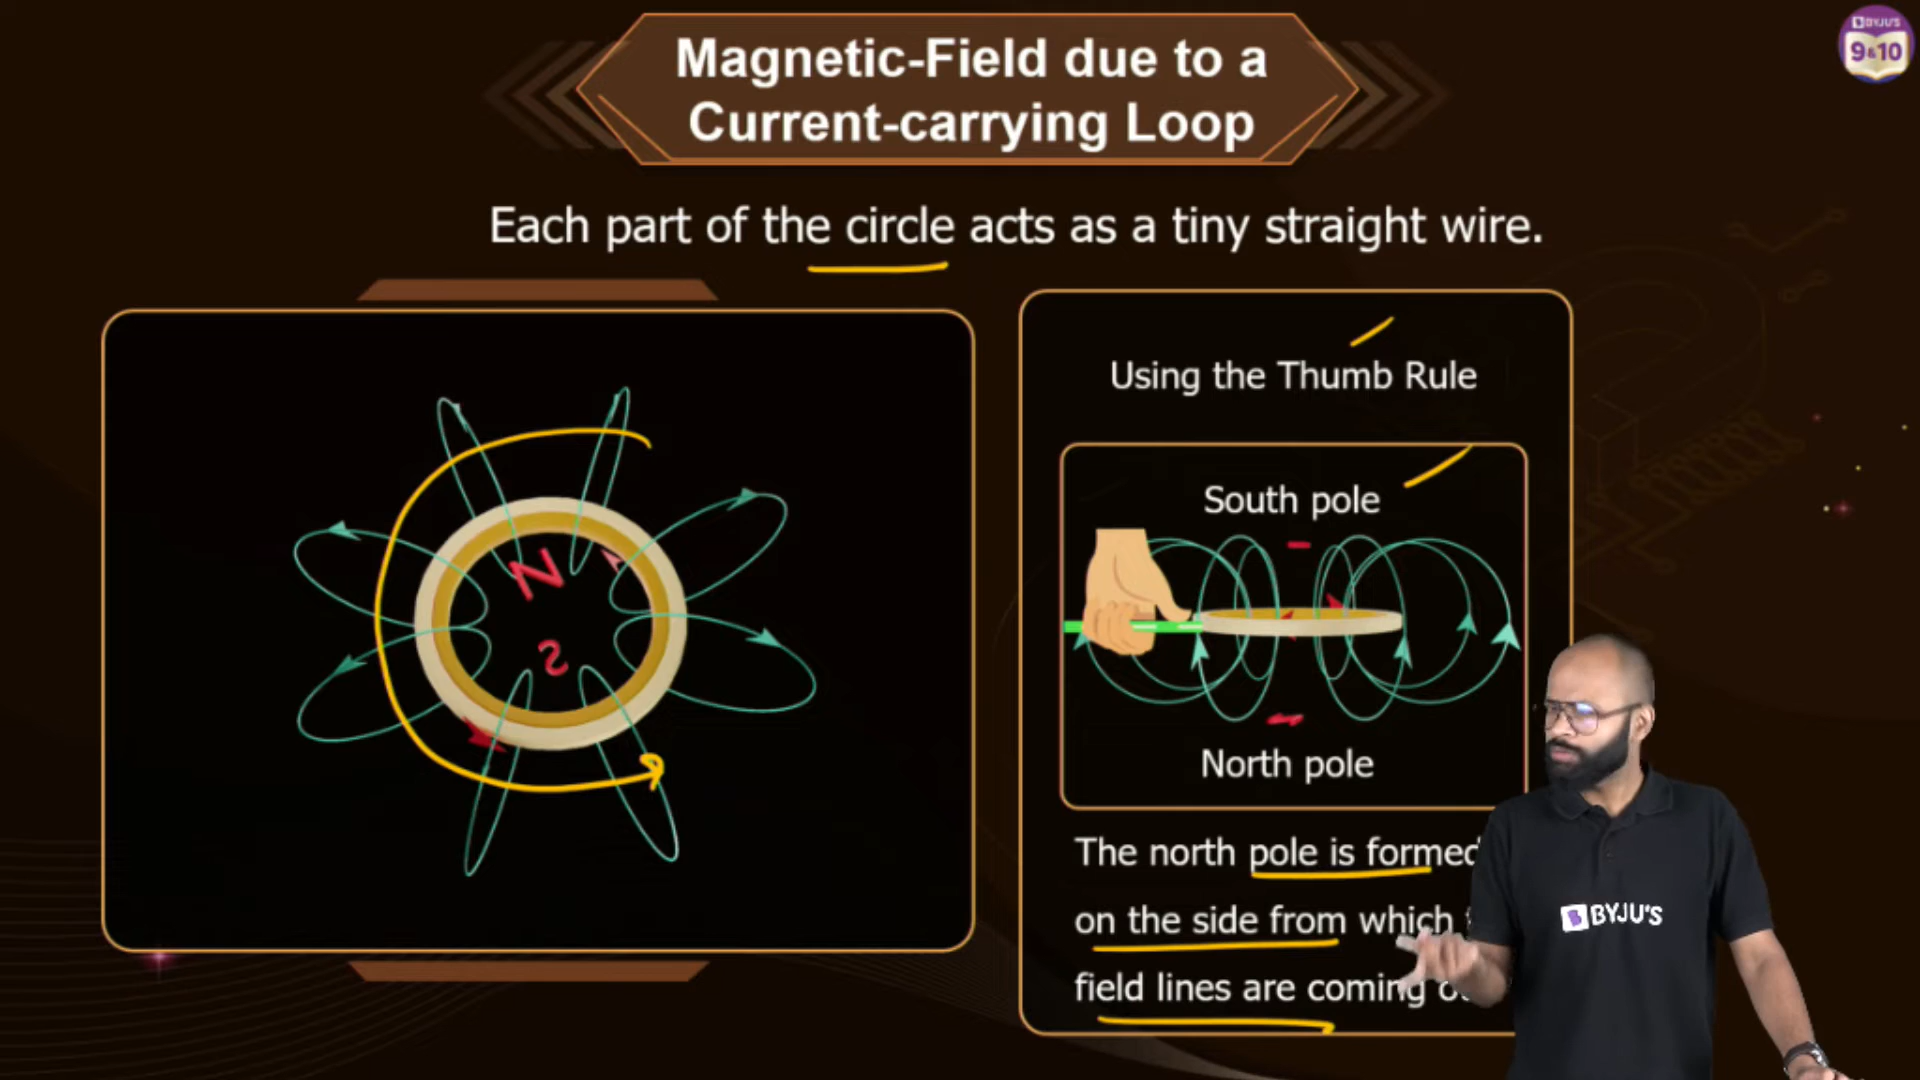 BYJU'S
9&10
Magnetic-Field due to a
Current-carrying Loop
Each part of the circle acts as a tiny straight wire.
N
S
Using the Thumb Rule
South pole
North pole
The north pole is formed
on the side from which
field lines are coming
BYJU'S